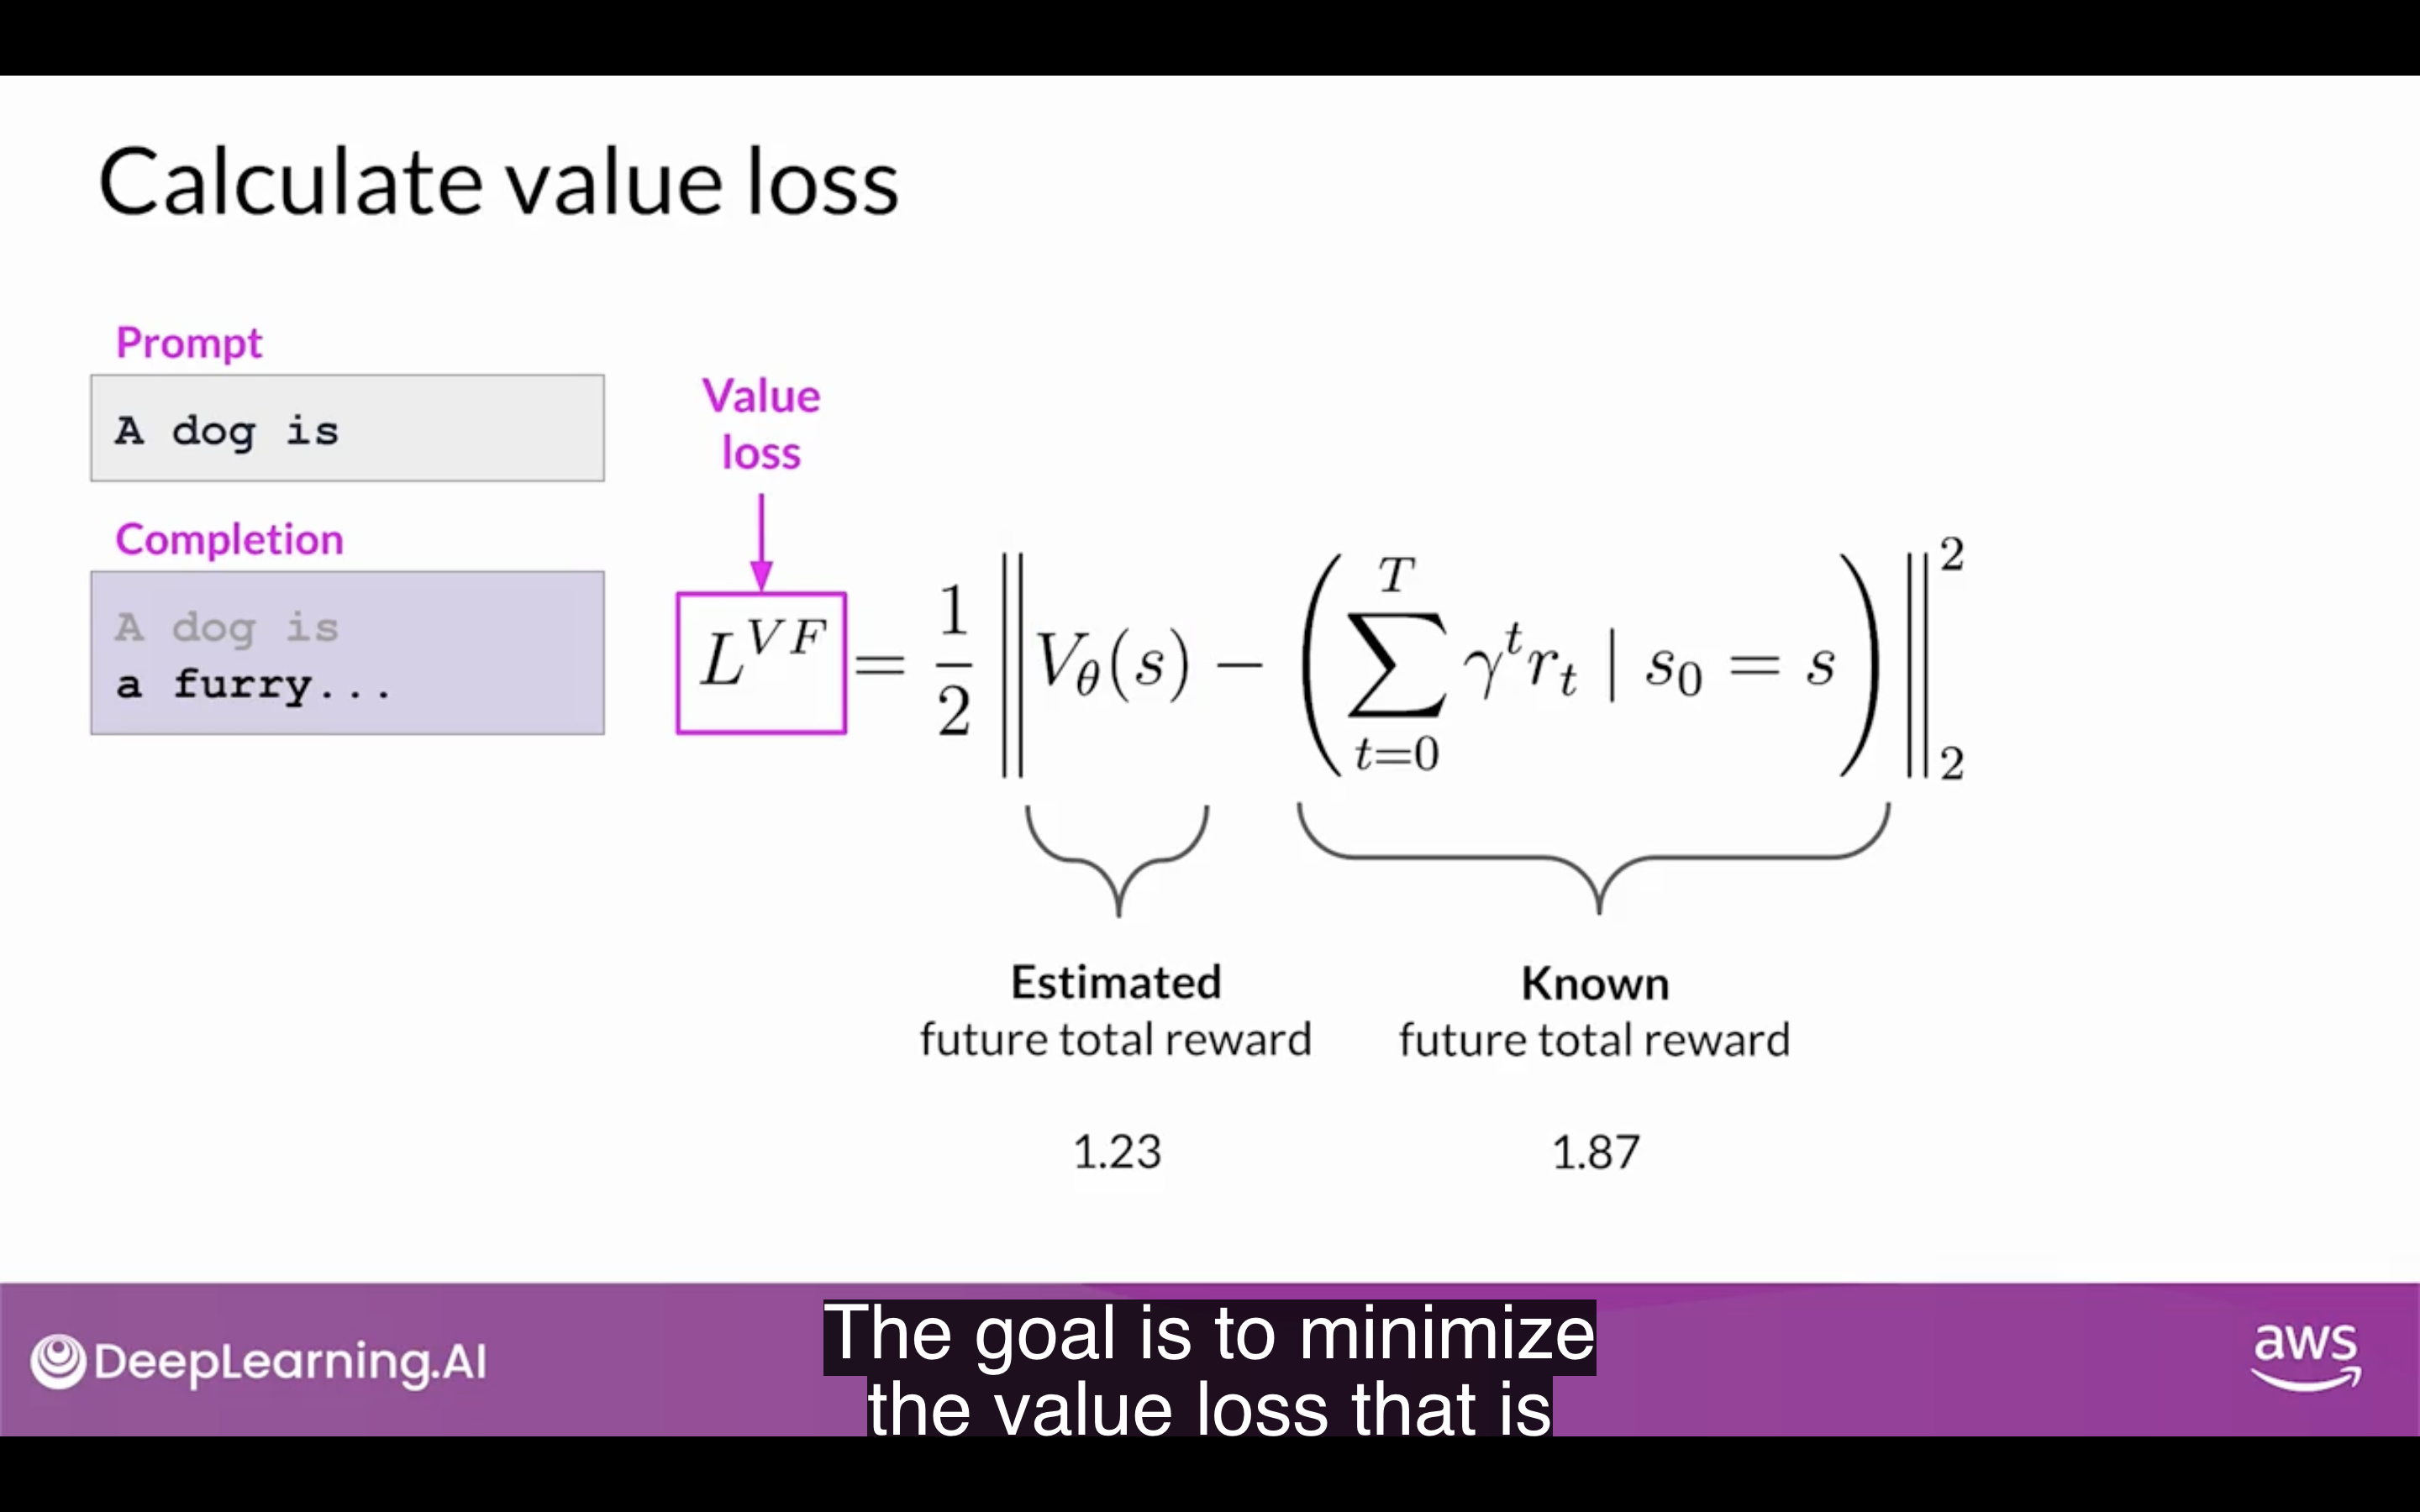 Calculate value loss
Prompt
A dog is
Completion
A dog is
a furry...
Value
loss
L^{VF} = \frac{1}{2} \left\| V_\theta(s) - \left( \sum_{t=0}^{T} \gamma^t r_t \mid s_0 = s \right) \right\|_2^2
Estimated
future total reward
Known
future total reward
1.23
1.87
DeepLearning.AI
The goal is to minimize
the value loss that is
aws